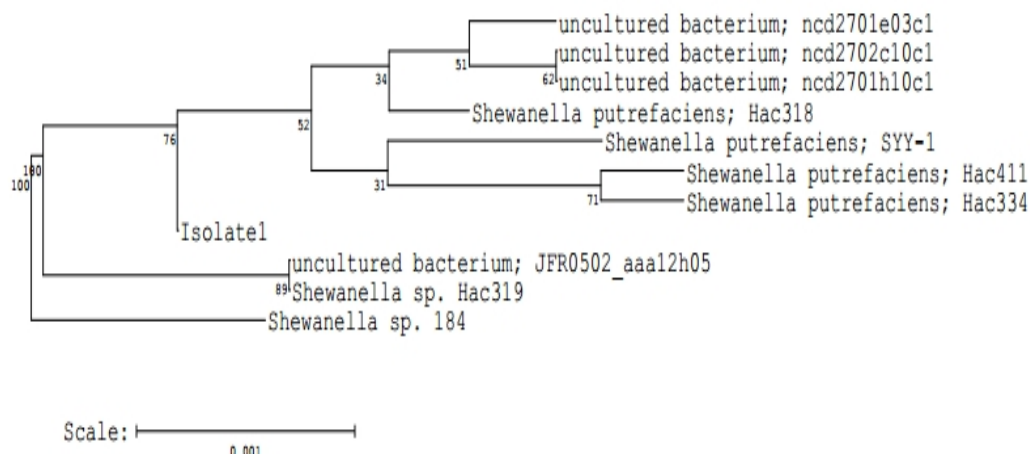 uncultured bacterium; ncd2701e03c1
51
uncultured bacterium; ncd2702c10c1
34
62
uncultured bacterium; ncd2701h10c1
52
Shewanella putrefaciens; Hac318
76
Shewanella putrefaciens; SYY-1
100
100
31
Shewanella putrefaciens; Hac411
71
Shewanella putrefaciens; Hac334
Isolate1
uncultured bacterium; JFR0502_aaa12h05
89
Shewanella sp. Hac319
Shewanella sp. 184
Scale:
0.001